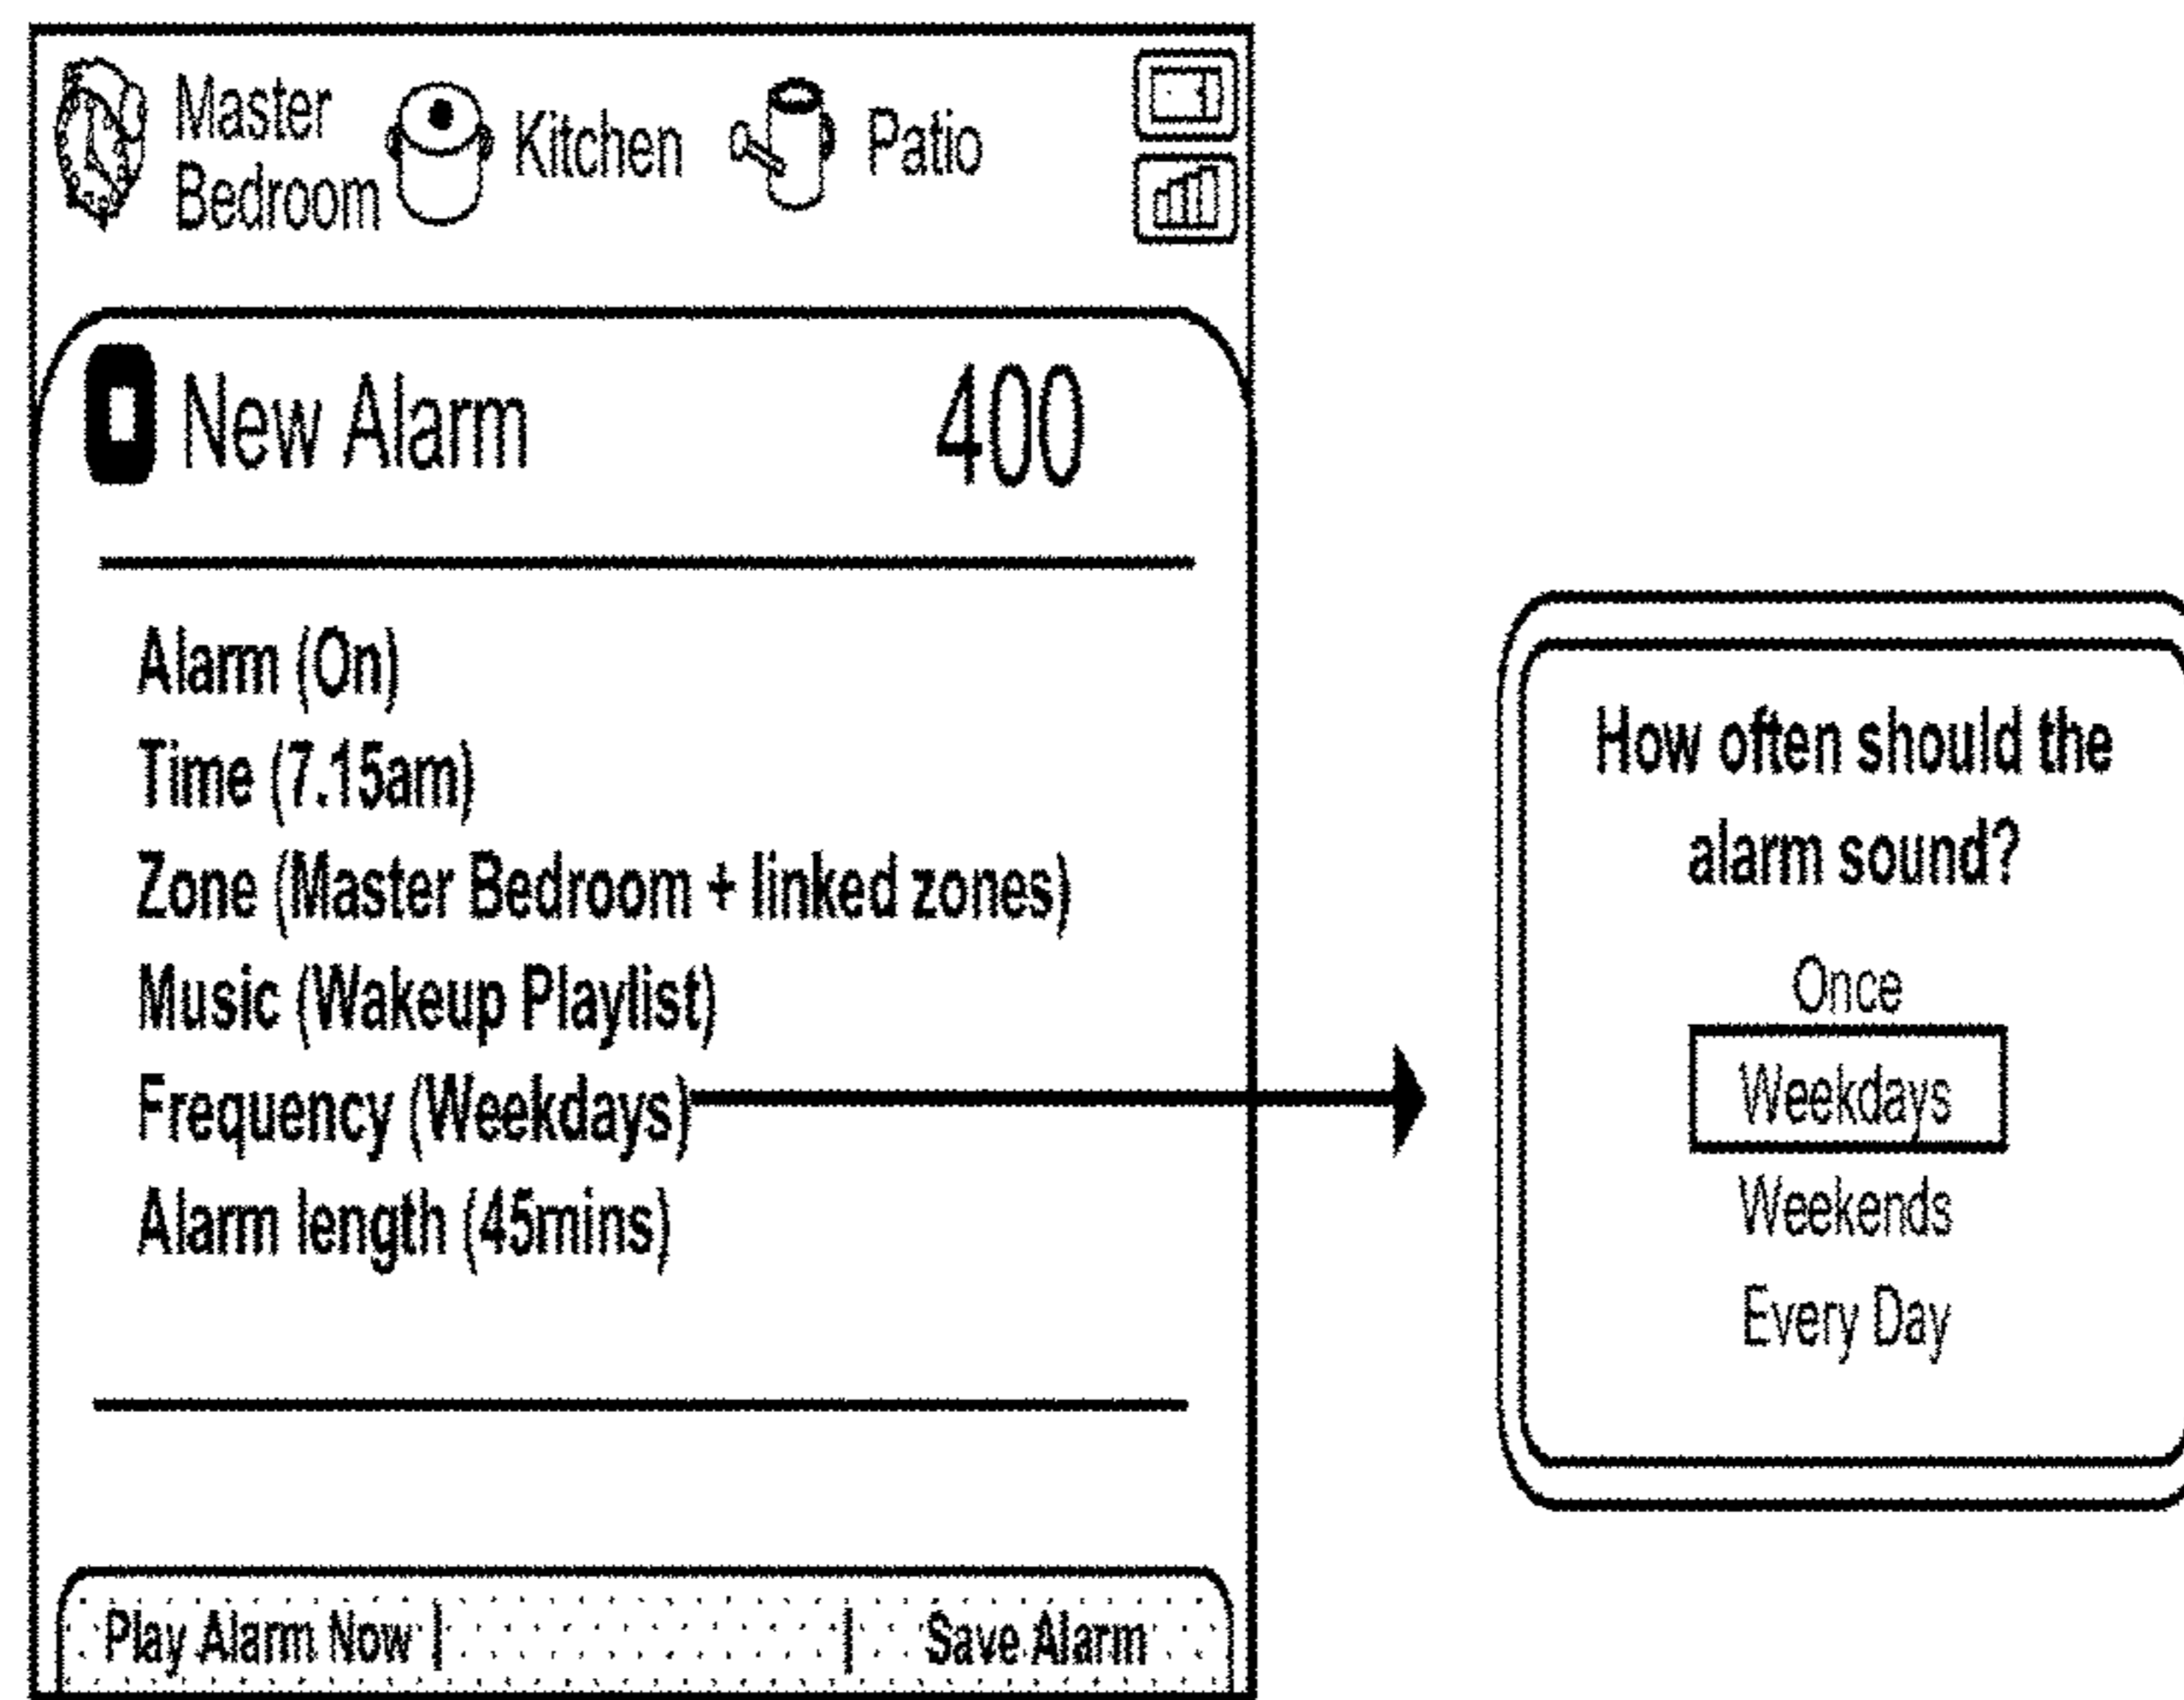 Master
Bedroom
Kitchen
Patio
New Alarm
400
Alarm (On)
Time (7.15am)
Zone (Master Bedroom + linked zones)
Music (Wakeup Playlist)
Frequency (Weekdays)
Alarm length (45mins)
Play Alarm Now
Save Alarm
How often should the
alarm sound?
Once
Weekdays
Weekends
Every Day